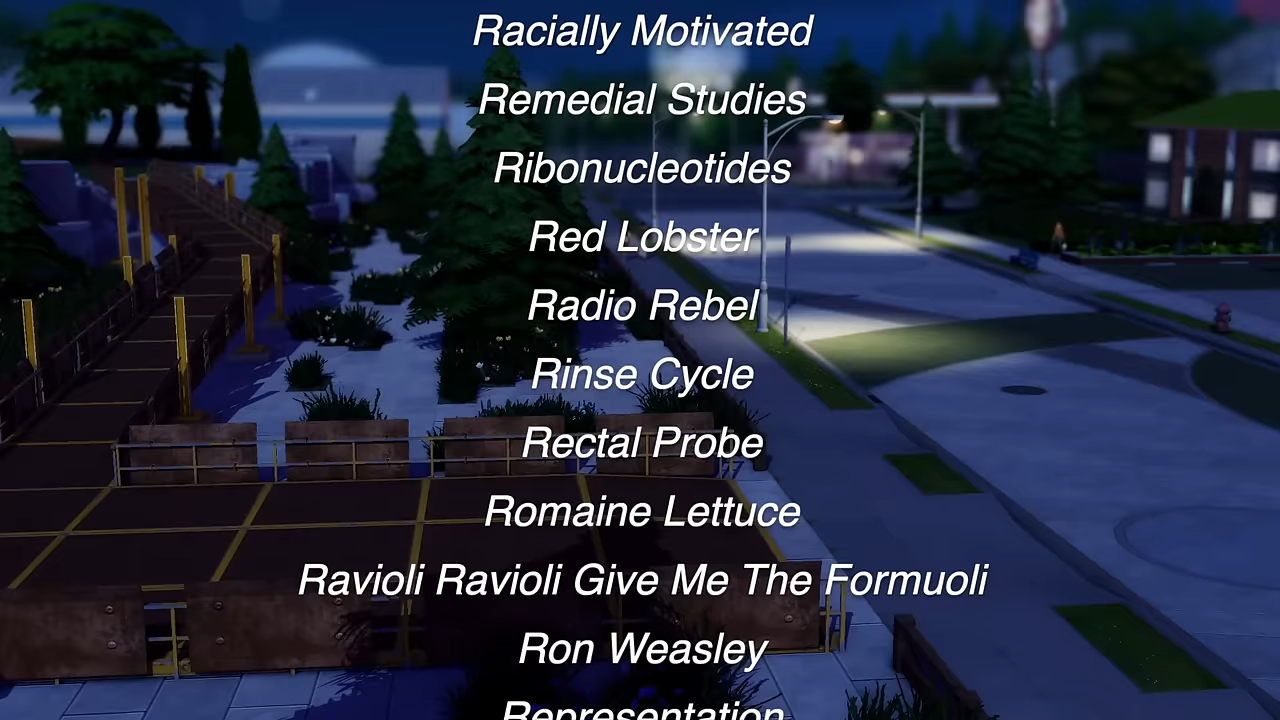 Racially Motivated
Remedial Studies
Ribonucleotides
Red Lobster
Radio Rebel
Rinse Cycle
Rectal Probe
Romaine Lettuce
Ravioli Ravioli Give Me The Formuoli
Ron Weasley
Representation